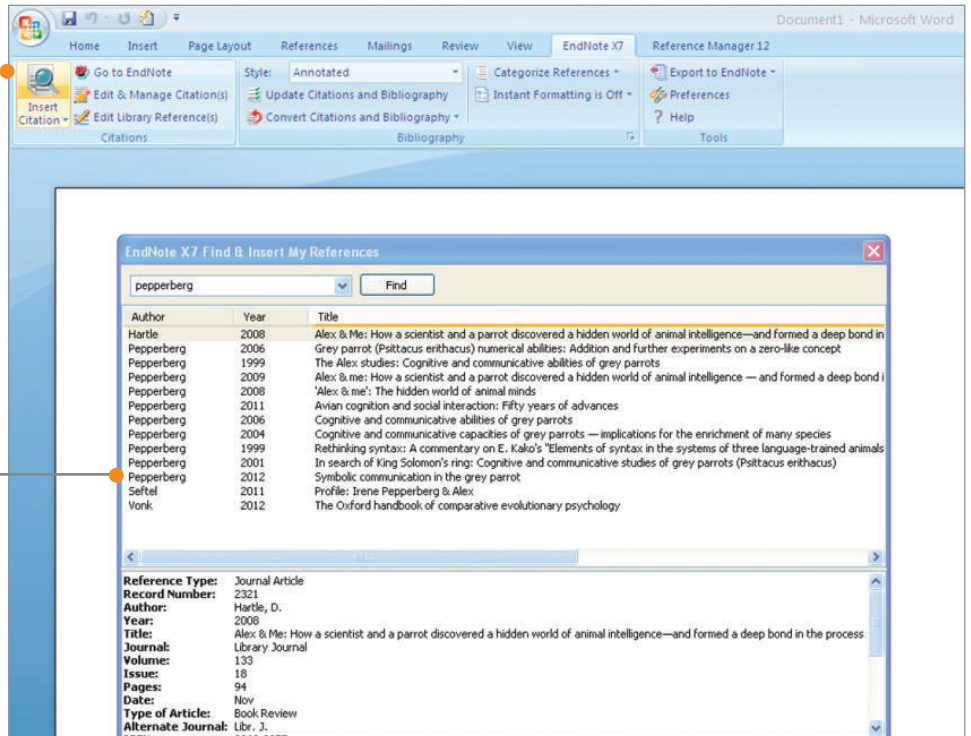 Document1 - Microsoft Word
Home Insert Page Layout References Mailings Review View EndNote X7 Reference Manager 12
Insert Citation
Go to EndNote
Edit & Manage Citation(s)
Edit Library Reference(s)
Citations
Style: Annotated
Update Citations and Bibliography
Convert Citations and Bibliography
Categorize References
Instant Formatting is Off
Bibliography
Export to EndNote
Preferences
? Help
Tools
EndNote X7 Find & Insert My References
pepperberg Find
Author Year Title
Hartle 2008 Alex & Me: How a scientist and a parrot discovered a hidden world of animal intelligence—and formed a deep bond in
Pepperberg 2006 Grey parrot (Psittacus erithacus) numerical abilities: Addition and further experiments on a zero-like concept
Pepperberg 1999 The Alex studies: Cognitive and communicative abilities of grey parrots
Pepperberg 2009 Alex & me: How a scientist and a parrot discovered a hidden world of animal intelligence — and formed a deep bond i
Pepperberg 2008 'Alex & me': The hidden world of animal minds
Pepperberg 2011 Avian cognition and social interaction: Fifty years of advances
Pepperberg 2006 Cognitive and communicative abilities of grey parrots
Pepperberg 2004 Cognitive and communicative capacities of grey parrots — implications for the enrichment of many species
Pepperberg 1999 Rethinking syntax: A commentary on E. Kako's "Elements of syntax in the systems of three language-trained animals
Pepperberg 2001 In search of King Solomon's ring: Cognitive and communicative studies of grey parrots (Psittacus erithacus)
Pepperberg 2012 Symbolic communication in the grey parrot
Seftel 2011 Profile: Irene Pepperberg & Alex
Vonk 2012 The Oxford handbook of comparative evolutionary psychology
Reference Type: Journal Article
Record Number: 2321
Author: Hartle, D.
Year: 2008
Title: Alex & Me: How a scientist and a parrot discovered a hidden world of animal intelligence—and formed a deep bond in the process
Journal: Library Journal
Volume: 133
Issue: 18
Pages: 94
Date: Nov
Type of Article: Book Review
Alternate Journal: Libr. J.